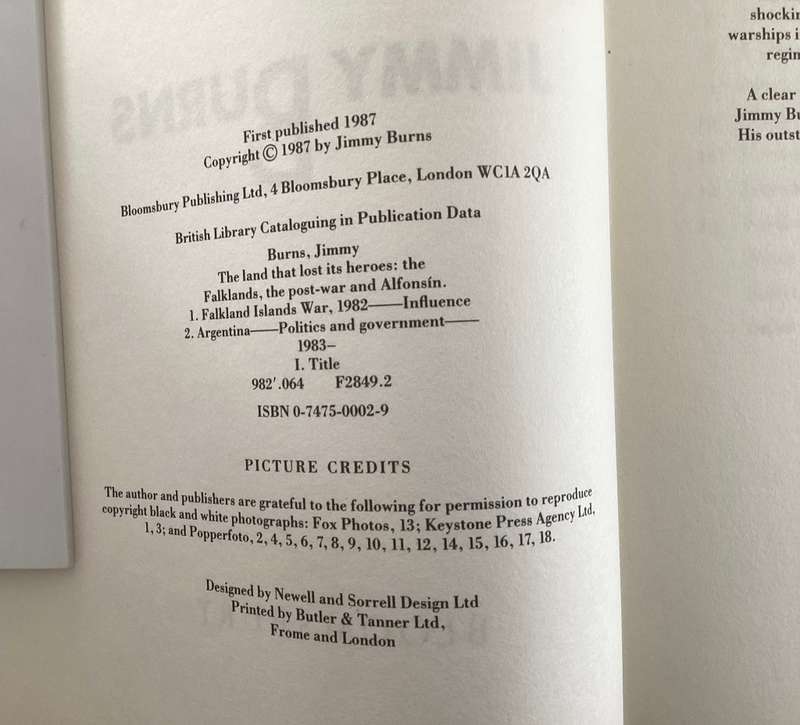 First published 1987
Copyright © 1987 by Jimmy Burns
Bloomsbury Publishing Ltd, 4 Bloomsbury Place, London WC1A 2QA
British Library Cataloguing in Publication Data
Burns, Jimmy
The land that lost its heroes: the
Falklands, the post-war and Alfonsín.
1. Falkland Islands War, 1982——Influence
2. Argentina——Politics and government——
1983–
I. Title
982′.064 F2849.2
ISBN 0-7475-0002-9
PICTURE CREDITS
The author and publishers are grateful to the following for permission to reproduce
copyright black and white photographs: Fox Photos, 13; Keystone Press Agency Ltd,
1, 3; and Popperfoto, 2, 4, 5, 6, 7, 8, 9, 10, 11, 12, 14, 15, 16, 17, 18.
Designed by Newell and Sorrell Design Ltd
Printed by Butler & Tanner Ltd,
Frome and London
warships
A clear
Jimmy
His